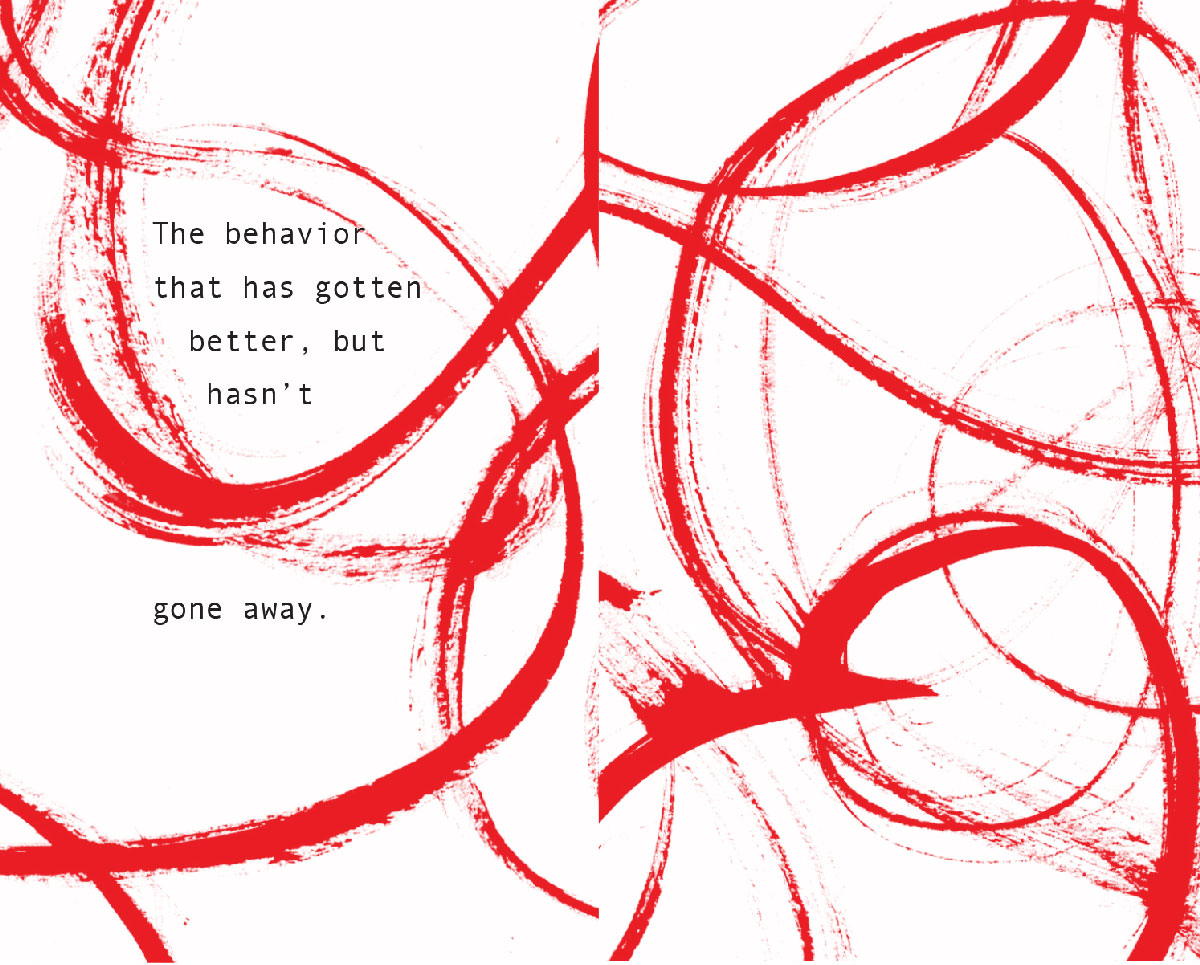 The behavior
that has gotten
better, but
hasn’t
gone away.